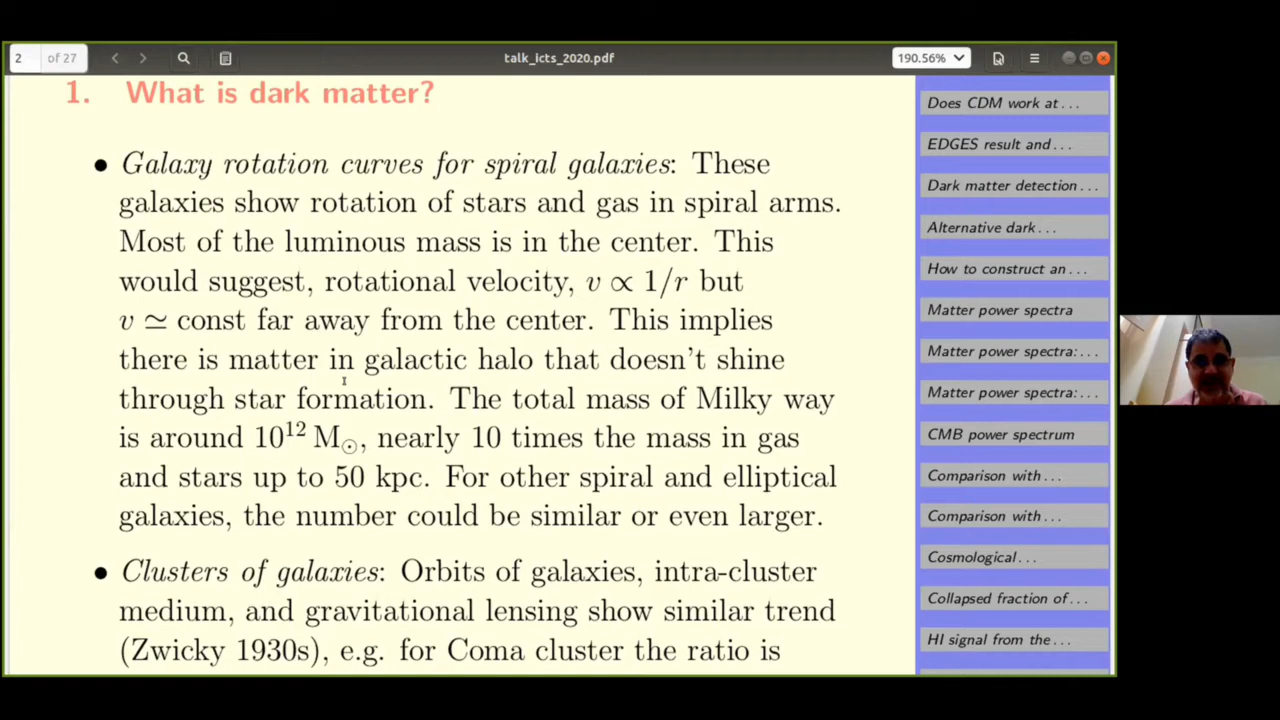 2 of 27
talk_icts_2020.pdf
190.56%
1. What is dark matter?
• Galaxy rotation curves for spiral galaxies: These
galaxies show rotation of stars and gas in spiral arms.
Most of the luminous mass is in the center. This
would suggest, rotational velocity, v ∝ 1/r but
v ≃ const far away from the center. This implies
there is matter in galactic halo that doesn't shine
through star formation. The total mass of Milky way
is around 10¹² M☉, nearly 10 times the mass in gas
and stars up to 50 kpc. For other spiral and elliptical
galaxies, the number could be similar or even larger.
• Clusters of galaxies: Orbits of galaxies, intra-cluster
medium, and gravitational lensing show similar trend
(Zwicky 1930s), e.g. for Coma cluster the ratio is
Does CDM work at . . .
EDGES result and . . .
Dark matter detection . . .
Alternative dark . . .
How to construct an . . .
Matter power spectra
Matter power spectra: . . .
Matter power spectra: . . .
CMB power spectrum
Comparison with . . .
Comparison with . . .
Cosmological . . .
Collapsed fraction of . . .
HI signal from the . . .